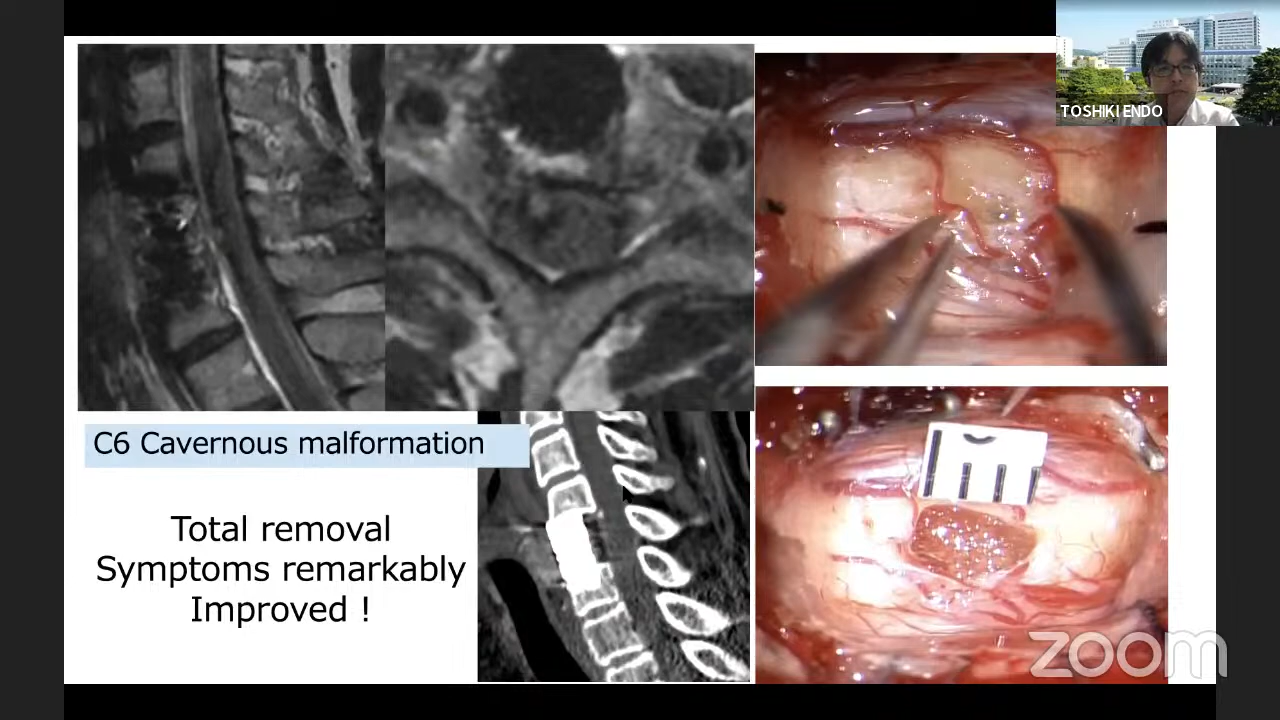 TOSHIKI ENDO
C6 Cavernous malformation
Total removal
Symptoms remarkably
Improved !
zoom